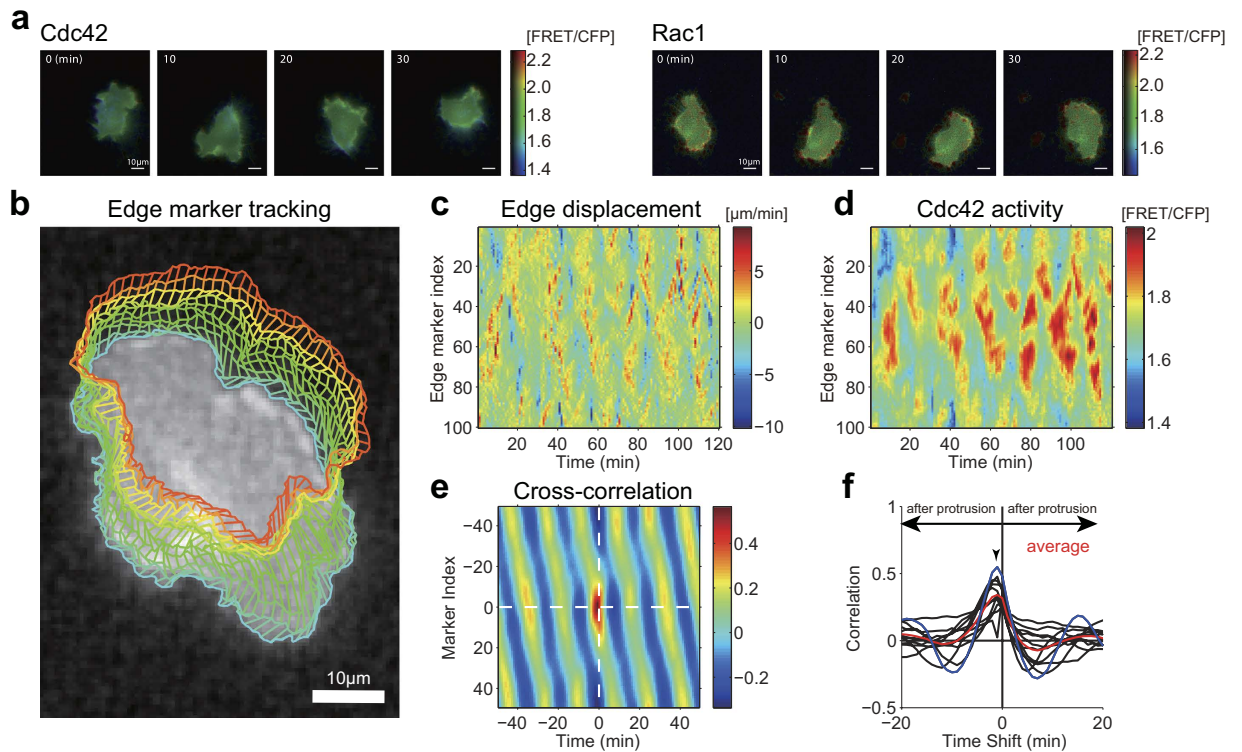 a
Cdc42
Rac1
[FRET/CFP]
[FRET/CFP]
0 (min)
10
20
30
10µm
2.2
2.0
1.8
1.6
1.4
0 (min)
10
20
30
10µm
2.2
2.0
1.8
1.6
b
Edge marker tracking
10µm
c
Edge displacement
[µm/min]
Edge marker index
20
40
60
80
100
20 40 60 80 100 120
Time (min)
5
0
−5
−10
d
Cdc42 activity
[FRET/CFP]
Edge marker index
20
40
60
80
100
20 40 60 80 100
Time (min)
2
1.8
1.6
1.4
e
Cross-correlation
Marker Index
−40
−20
0
20
40
−40 −20 0 20 40
Time (min)
0.4
0.2
0
−0.2
f
after protrusion after protrusion
average
Correlation
1
0.5
0
−0.5
−20 0 20
Time Shift (min)